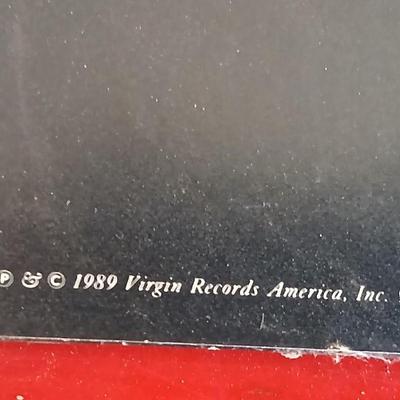 ℗ & © 1989 Virgin Records America, Inc.